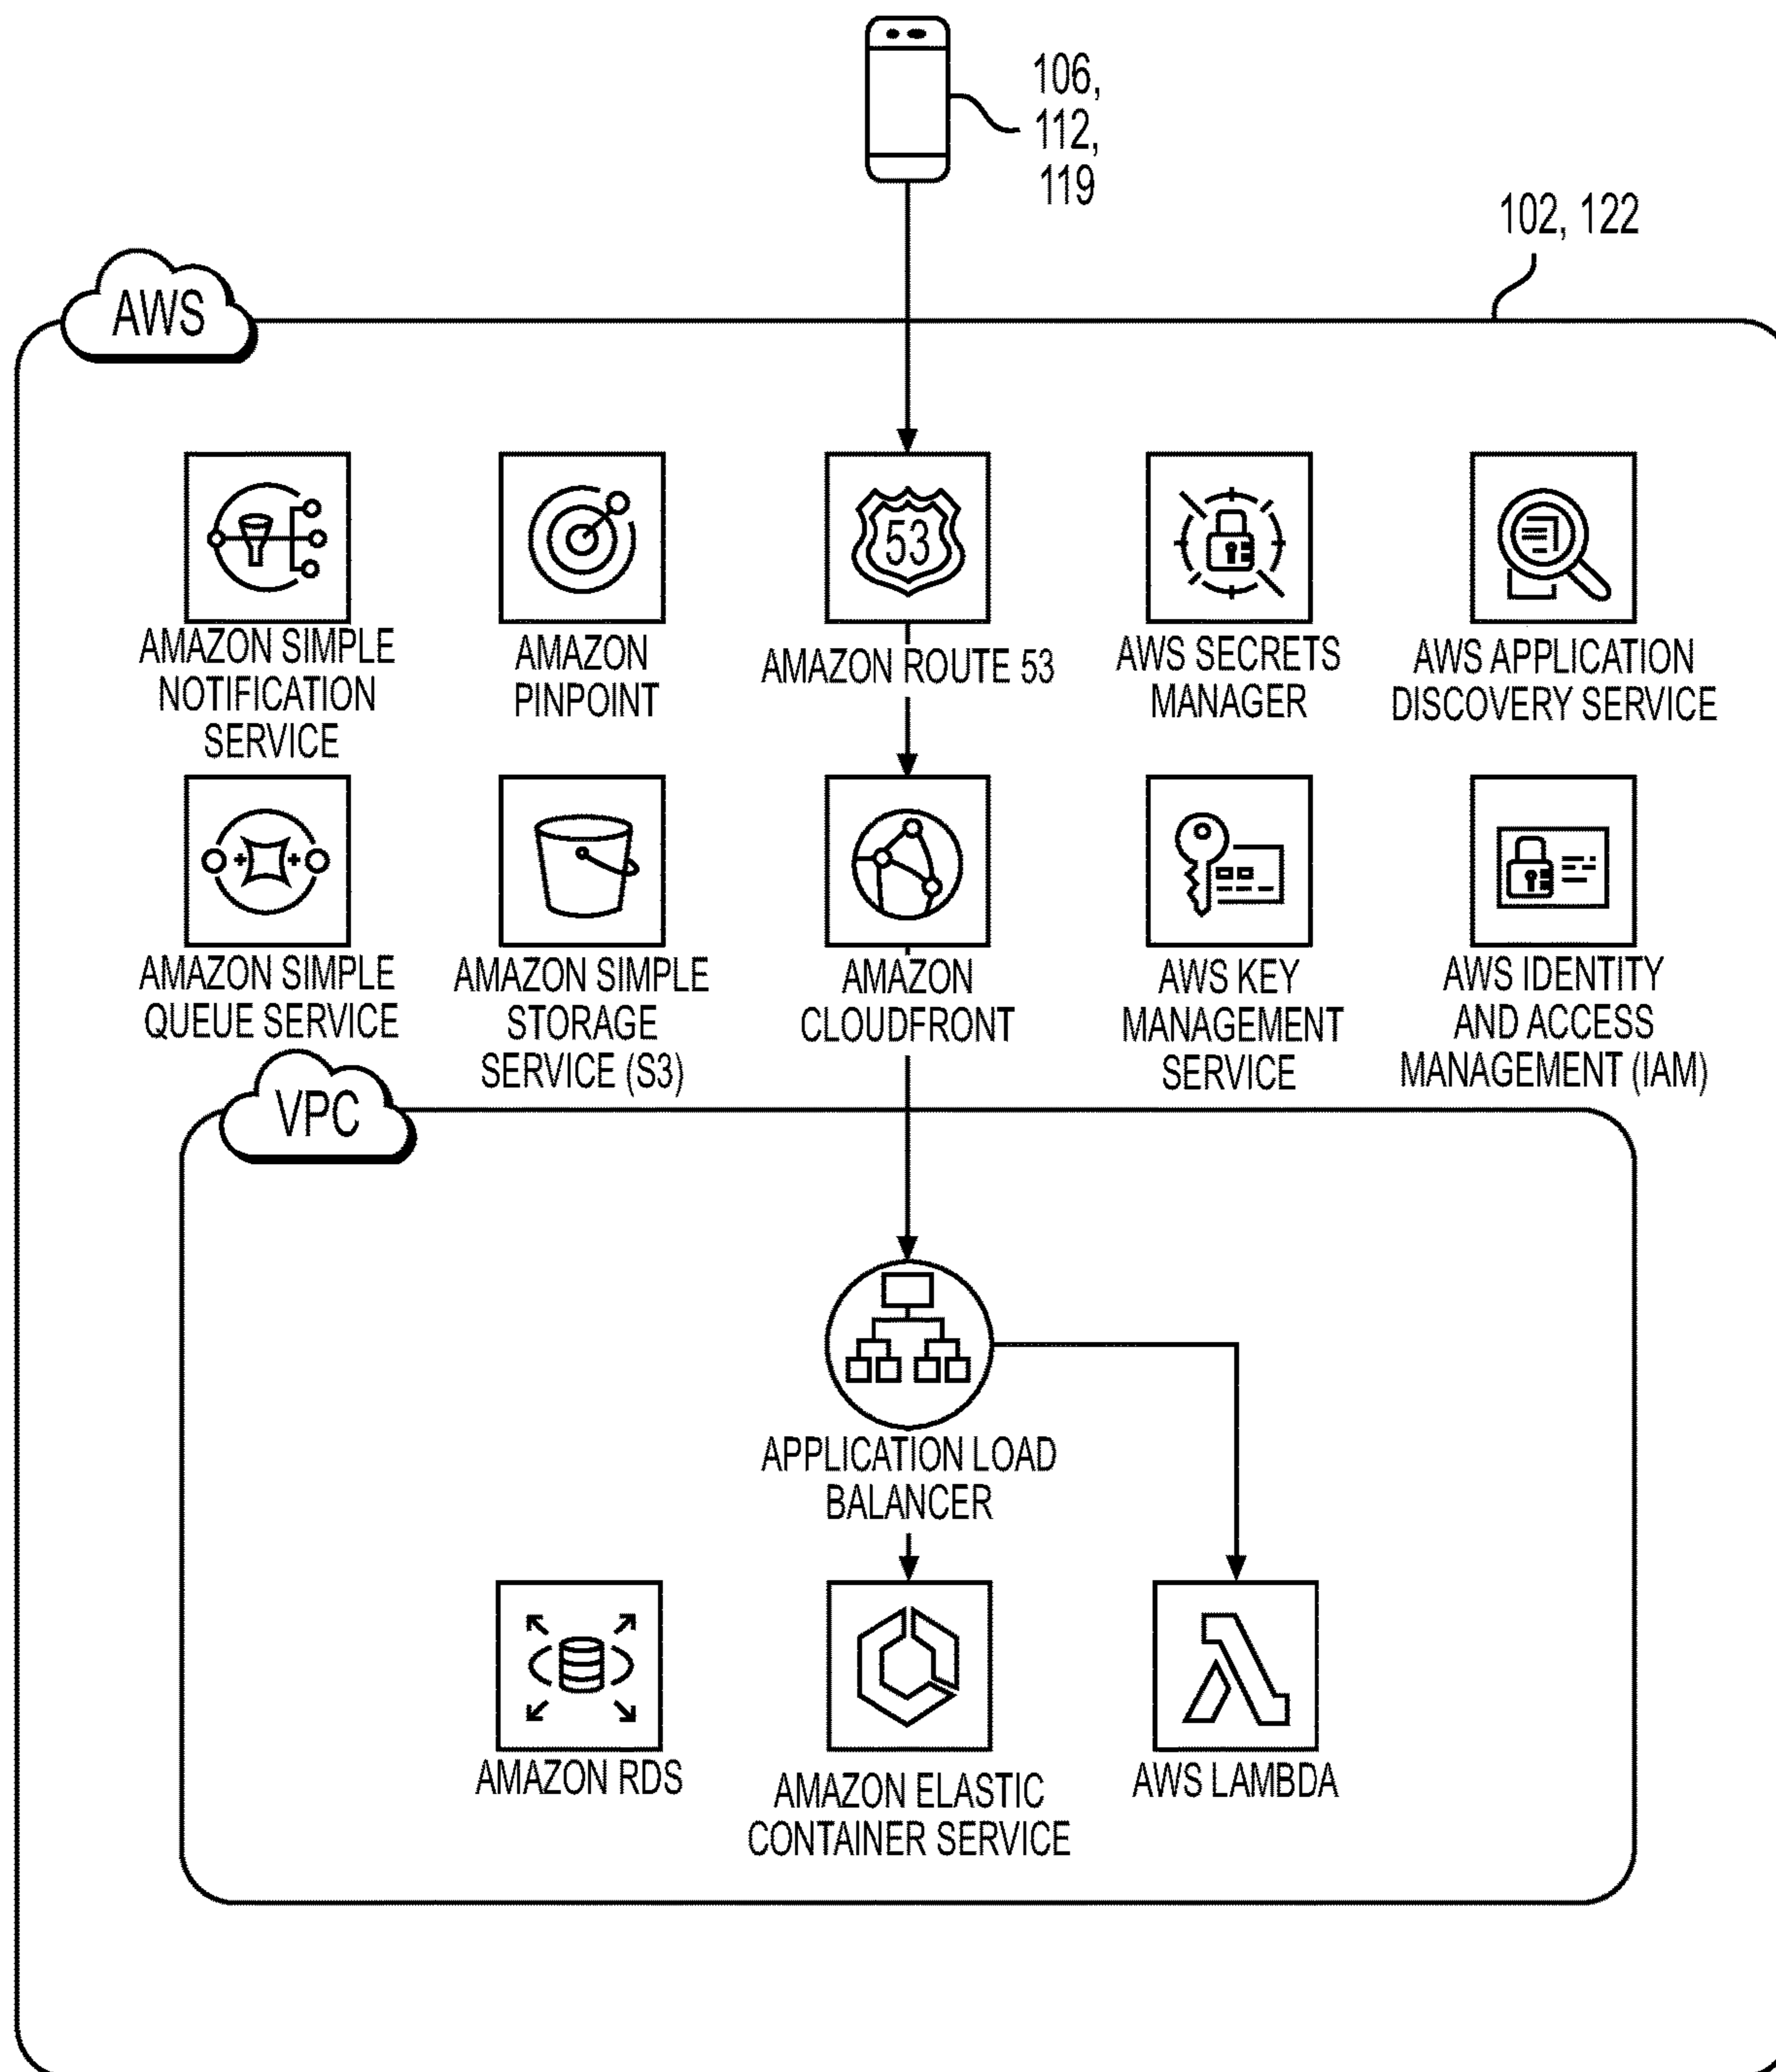 106,
112,
119
102, 122
AWS
53
AMAZON SIMPLE
NOTIFICATION
SERVICE
AMAZON
PINPOINT
AMAZON ROUTE 53
AWS SECRETS
MANAGER
AWS APPLICATION
DISCOVERY SERVICE
AMAZON SIMPLE
QUEUE SERVICE
AMAZON SIMPLE
STORAGE
SERVICE (S3)
AMAZON
CLOUDFRONT
AWS KEY
MANAGEMENT
SERVICE
AWS IDENTITY
AND ACCESS
MANAGEMENT (IAM)
VPC
APPLICATION LOAD
BALANCER
AMAZON RDS
AMAZON ELASTIC
CONTAINER SERVICE
AWS LAMBDA